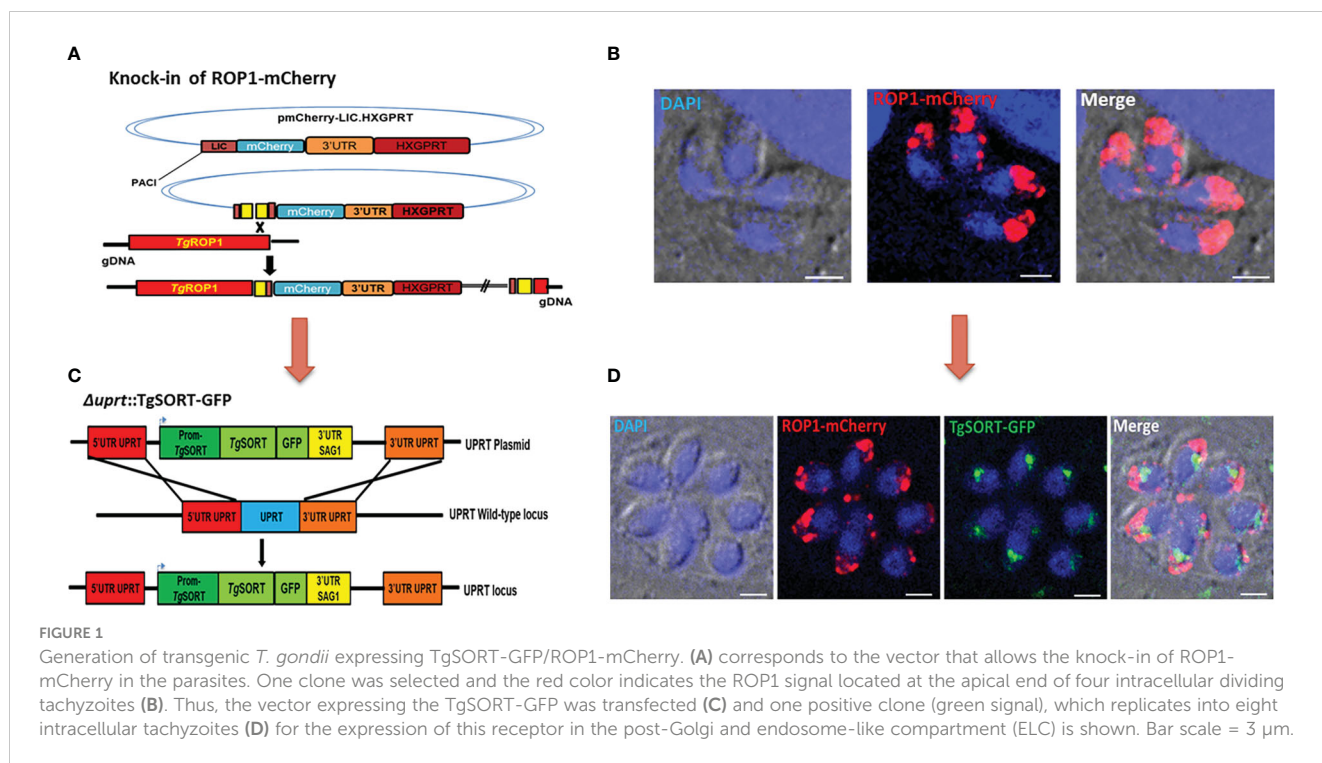 A
Knock-in of ROP1-mCherry
pmCherry-LIC.HXGPRT
LIC mCherry 3'UTR HXGPRT
PACI
mCherry 3'UTR HXGPRT
X
TgROP1
gDNA
TgROP1 mCherry 3'UTR HXGPRT
gDNA
B
DAPI ROP1-mCherry Merge
C
Δuprt::TgSORT-GFP
5'UTR UPRT Prom-TgSORT TgSORT GFP 3'UTR SAG1 3'UTR UPRT UPRT Plasmid
5'UTR UPRT UPRT 3'UTR UPRT UPRT Wild-type locus
5'UTR UPRT Prom-TgSORT TgSORT GFP 3'UTR SAG1 3'UTR UPRT UPRT locus
D
DAPI ROP1-mCherry TgSORT-GFP Merge
FIGURE 1
Generation of transgenic T. gondii expressing TgSORT-GFP/ROP1-mCherry. (A) corresponds to the vector that allows the knock-in of ROP1-
mCherry in the parasites. One clone was selected and the red color indicates the ROP1 signal located at the apical end of four intracellular dividing
tachyzoites (B). Thus, the vector expressing the TgSORT-GFP was transfected (C) and one positive clone (green signal), which replicates into eight
intracellular tachyzoites (D) for the expression of this receptor in the post-Golgi and endosome-like compartment (ELC) is shown. Bar scale = 3 μm.